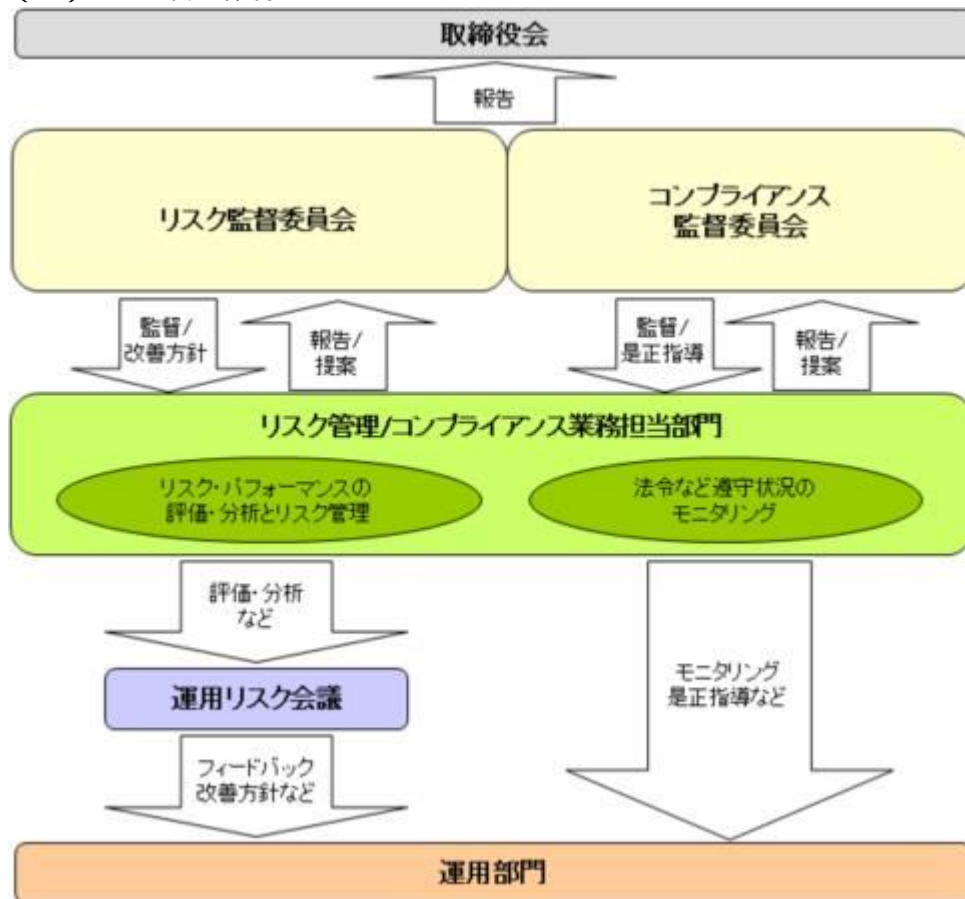 取締役会
報告
リスク監督委員会
コンプライアンス
監督委員会
監督/
改善方針
報告/
提案
監督/
是正指導
報告/
提案
リスク管理/コンプライアンス業務担当部門
リスク・パフォーマンスの
評価・分析とリスク管理
法令など遵守状況の
モニタリング
評価・分析
など
運用リスク会議
モニタリング
是正指導など
フィードバック
改善方針など
運用部門